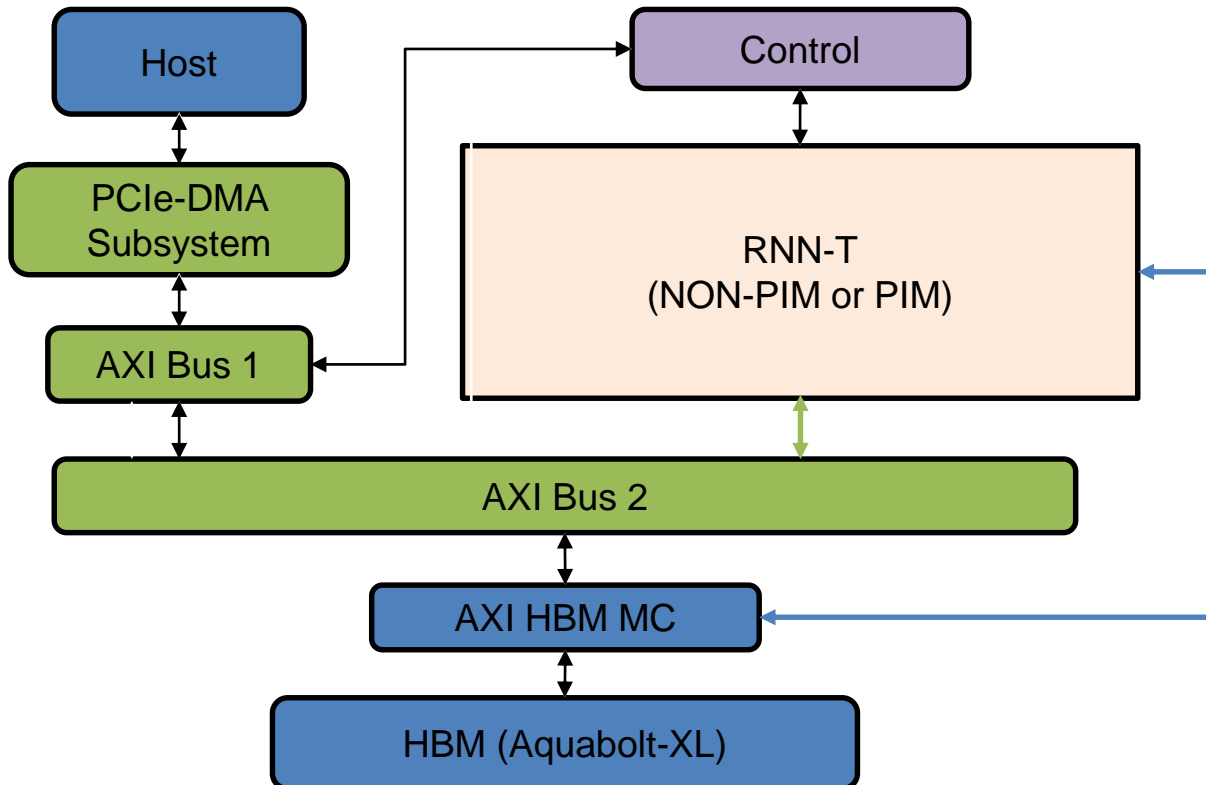 Host
Control
PCIe-DMA
Subsystem
RNN-T
(NON-PIM or PIM)
AXI Bus 1
AXI Bus 2
AXI HBM MC
HBM (Aquabolt-XL)